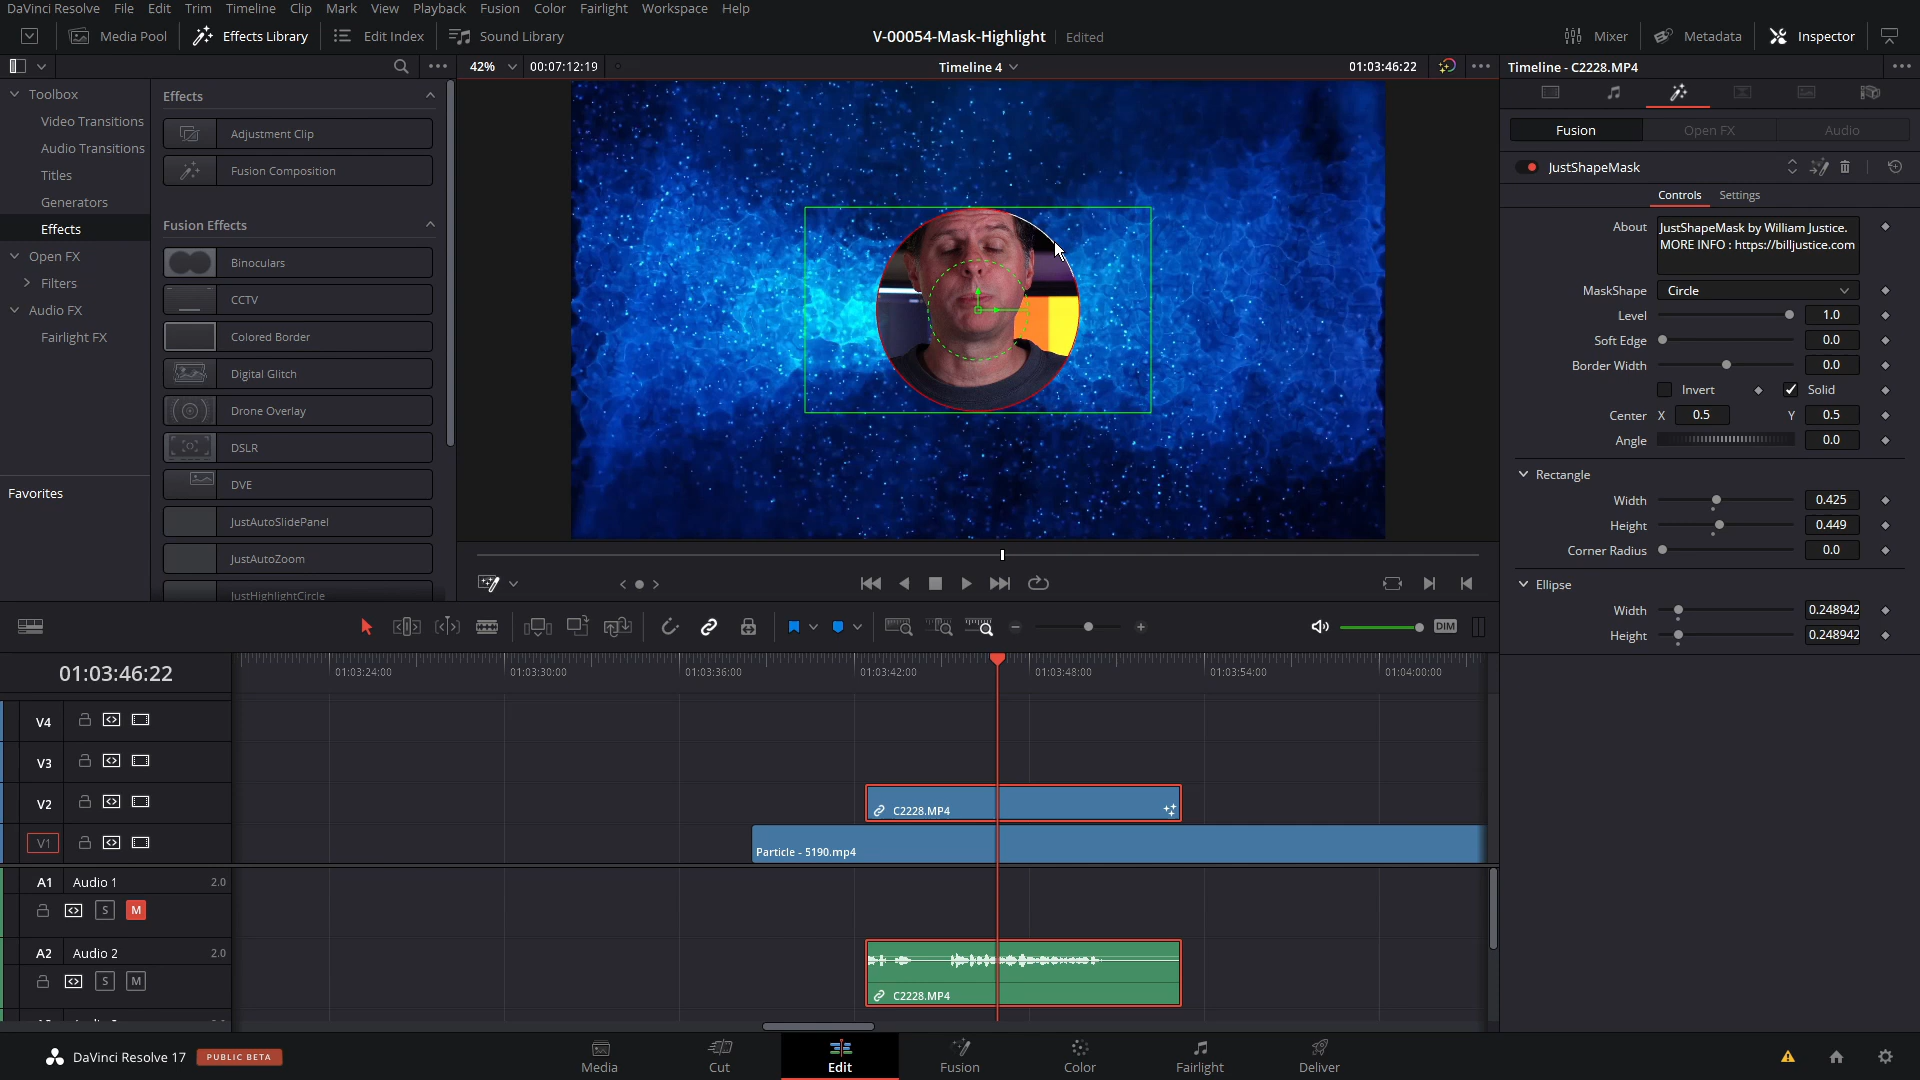 DaVinci Resolve File Edit Trim Timeline Clip Mark View Playback Fusion Color Fairlight Workspace Help
Media Pool Effects Library Edit Index Sound Library V-00054-Mask-Highlight Edited Mixer Metadata Inspector
42% 00:07:12:19 Timeline 4 01:03:46:22 Timeline - C2228.MP4
Toolbox
Video Transitions
Audio Transitions
Titles
Generators
Effects
Open FX
Filters
Audio FX
Fairlight FX
Favorites
Effects
Adjustment Clip
Fusion Composition
Fusion Effects
Binoculars
CCTV
Colored Border
Digital Glitch
Drone Overlay
DSLR
DVE
JustAutoSlidePanel
JustAutoZoom
JustHighlightCircle
Fusion Open FX Audio
JustShapeMask
Controls Settings
About JustShapeMask by William Justice.
MORE INFO : https://billjustice.com
MaskShape Circle
Level 1.0
Soft Edge 0.0
Border Width 0.0
Invert Solid
Center X 0.5 Y 0.5
Angle 0.0
Rectangle
Width 0.425
Height 0.449
Corner Radius 0.0
Ellipse
Width 0.248942
Height 0.248942
DIM
01:03:46:22 01:03:24:00 01:03:30:00 01:03:36:00 01:03:42:00 01:03:48:00 01:03:54:00 01:04:00:00
V4
V3
V2 C2228.MP4
V1 Particle - 5190.mp4
A1 Audio 1 2.0
S M
A2 Audio 2 2.0
S M
C2228.MP4
DaVinci Resolve 17 PUBLIC BETA Media Cut Edit Fusion Color Fairlight Deliver